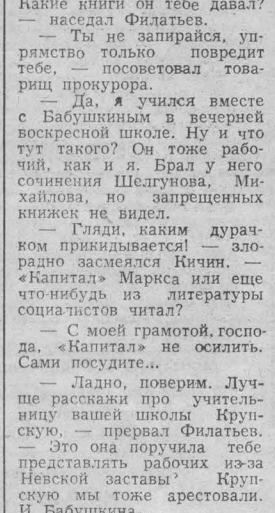 Какие книги он тебе давал?
— наседал Филатьев.
— Ты не запирайся, уп-
рямство только повредит
тебе, — посоветовал това-
рищ прокурора.
— Да, я учился вместе
с Бабушкиным в вечерней
воскресной школе. Ну и что
тут такого? Он тоже рабо-
чий, как и я. Брал у него
сочинения Шелгунова, Ми-
хайлова, но запрещенных
книжек не видел.
— Гляди, каким дурач-
ком прикидывается! — зло-
радно засмеялся Кичин. —
«Капитал» Маркса или еще
что-нибудь из литературы
социалистов читал?
— С моей грамотой, госпо-
да, «Капитал» не осилить.
Сами посудите...
— Ладно, поверим. Луч-
ше расскажи про учитель-
ницу вашей школы Круп-
скую, — прервал Филатьев.
— Это она поручила тебе
представлять рабочих из-за
Невской заставы? Круп-
скую мы тоже арестовали.
И Бабушкина